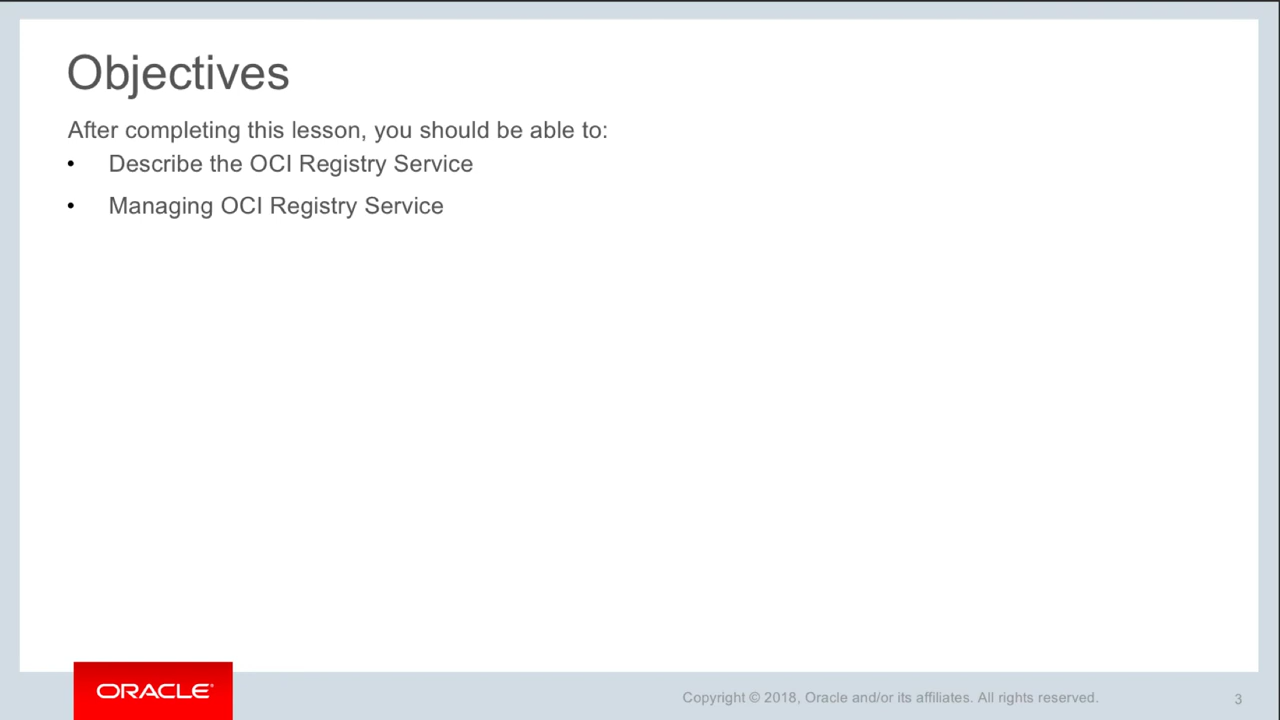 Objectives
After completing this lesson, you should be able to:
• Describe the OCI Registry Service
• Managing OCI Registry Service
ORACLE®
Copyright © 2018, Oracle and/or its affiliates. All rights reserved.
3